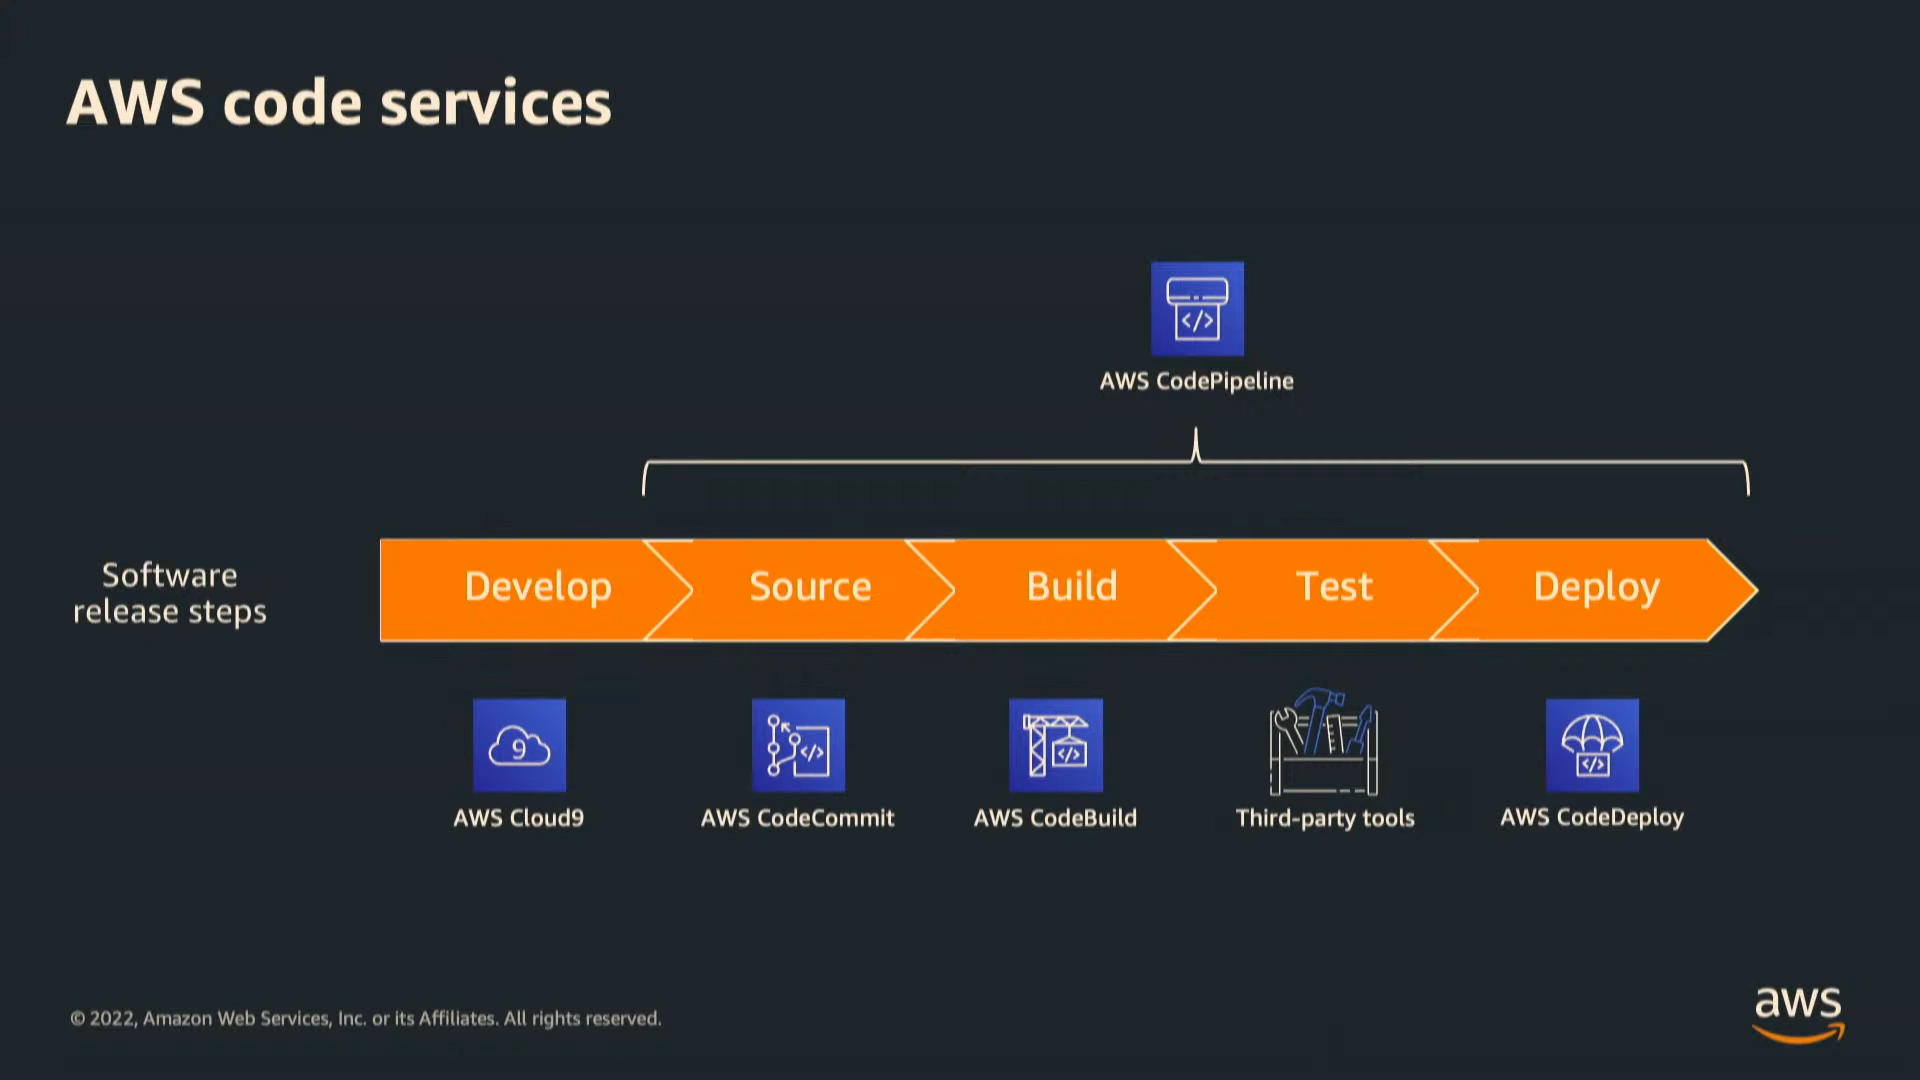 AWS code services
AWS CodePipeline
Software
release steps
Develop
Source
Build
Test
Deploy
9
</>
</>
</>
</>
AWS Cloud9
AWS CodeCommit
AWS CodeBuild
Third-party tools
AWS CodeDeploy
© 2022, Amazon Web Services, Inc. or its Affiliates. All rights reserved.
aws